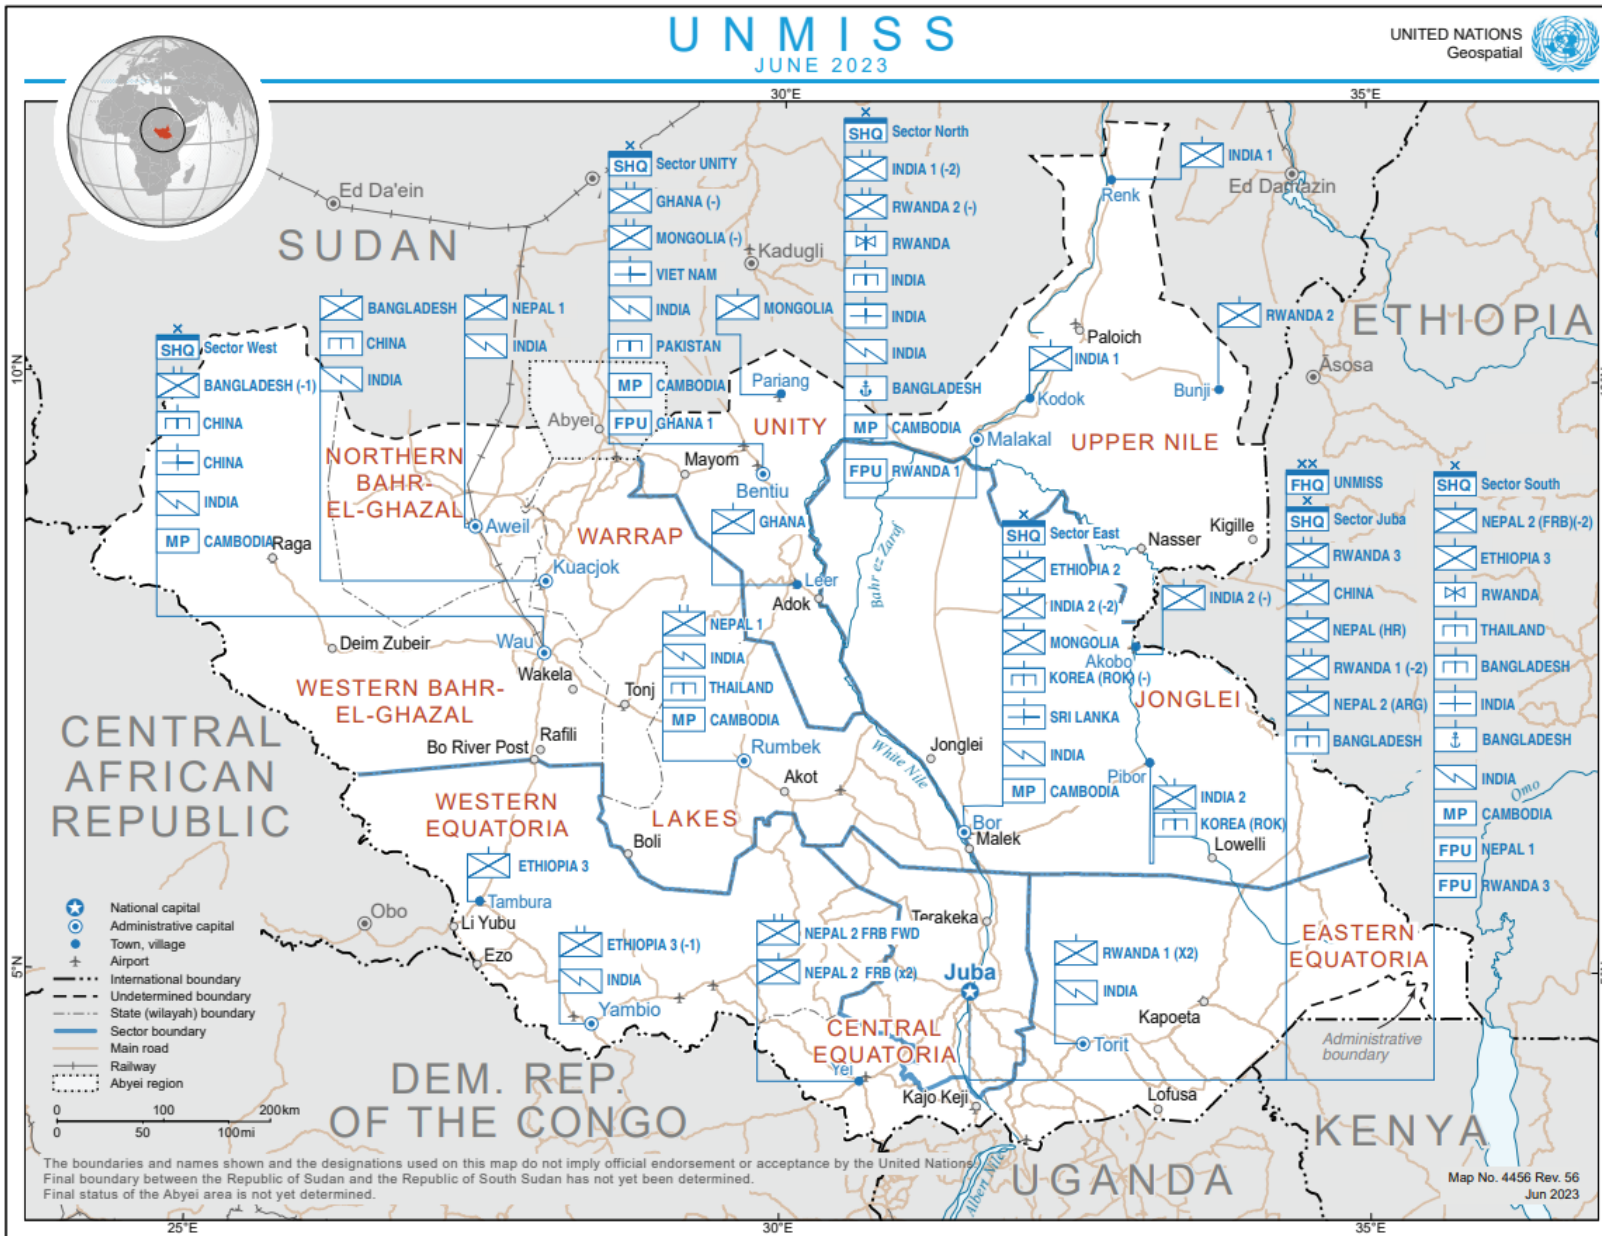 UNMISS
JUNE 2023
UNITED NATIONS
Geospatial
30°E
35°E
10°N
5°N
25°E
30°E
35°E
SUDAN
Ed Da'ein
Kadugli
Ed Damazin
ETHIOPIA
Āsosa
CENTRAL
AFRICAN
REPUBLIC
Obo
DEM. REP.
OF THE CONGO
UGANDA
KENYA
Omo
Albert Nile
SHQ Sector West
BANGLADESH (-1)
CHINA
CHINA
INDIA
MP CAMBODIA
BANGLADESH
CHINA
INDIA
NEPAL 1
INDIA
SHQ Sector UNITY
GHANA (-)
MONGOLIA (-)
VIET NAM
INDIA
PAKISTAN
MP CAMBODIA
FPU GHANA 1
MONGOLIA
SHQ Sector North
INDIA 1 (-2)
RWANDA 2 (-)
RWANDA
INDIA
INDIA
INDIA
BANGLADESH
MP CAMBODIA
FPU RWANDA 1
INDIA 1
INDIA 1
RWANDA 2
GHANA
NEPAL 1
INDIA
THAILAND
MP CAMBODIA
SHQ Sector East
ETHIOPIA 2
INDIA 2 (-2)
MONGOLIA
KOREA (ROK) (-)
SRI LANKA
INDIA
MP CAMBODIA
INDIA 2 (-)
INDIA 2
KOREA (ROK)
FHQ UNMISS
SHQ Sector Juba
RWANDA 3
CHINA
NEPAL (HR)
RWANDA 1 (-2)
NEPAL 2 (ARG)
BANGLADESH
SHQ Sector South
NEPAL 2 (FRB)(-2)
ETHIOPIA 3
RWANDA
THAILAND
BANGLADESH
INDIA
BANGLADESH
INDIA
MP CAMBODIA
FPU NEPAL 1
FPU RWANDA 3
ETHIOPIA 3
ETHIOPIA 3 (-1)
INDIA
NEPAL 2 FRB FWD
NEPAL 2 FRB (x2)
RWANDA 1 (X2)
INDIA
Renk
Paloich
Kodok
Bunji
Malakal
UPPER NILE
Pariang
UNITY
Abyei
Mayom
Bentiu
NORTHERN
BAHR-
EL-GHAZAL
Aweil
WARRAP
Raga
Kuacjok
Leer
Adok
Bahr ez Zaraf
Nasser
Kigille
Akobo
JONGLEI
Deim Zubeir
Wau
Wakela
Tonj
WESTERN BAHR-
EL-GHAZAL
Rafili
Bo River Post
Rumbek
Akot
White Nile
Jonglei
Pibor
WESTERN
EQUATORIA
LAKES
Boli
Bor
Malek
Lowelli
Tambura
Li Yubu
Ezo
Yambio
Terakeka
Juba
EASTERN
EQUATORIA
Kapoeta
Administrative
boundary
CENTRAL
EQUATORIA
Yei
Torit
Kajo Keji
Lofusa
National capital
Administrative capital
Town, village
Airport
International boundary
Undetermined boundary
State (wilayah) boundary
Sector boundary
Main road
Railway
Abyei region
0 100 200km
0 50 100mi
The boundaries and names shown and the designations used on this map do not imply official endorsement or acceptance by the United Nations.
Final boundary between the Republic of Sudan and the Republic of South Sudan has not yet been determined.
Final status of the Abyei area is not yet determined.
Map No. 4456 Rev. 56
Jun 2023